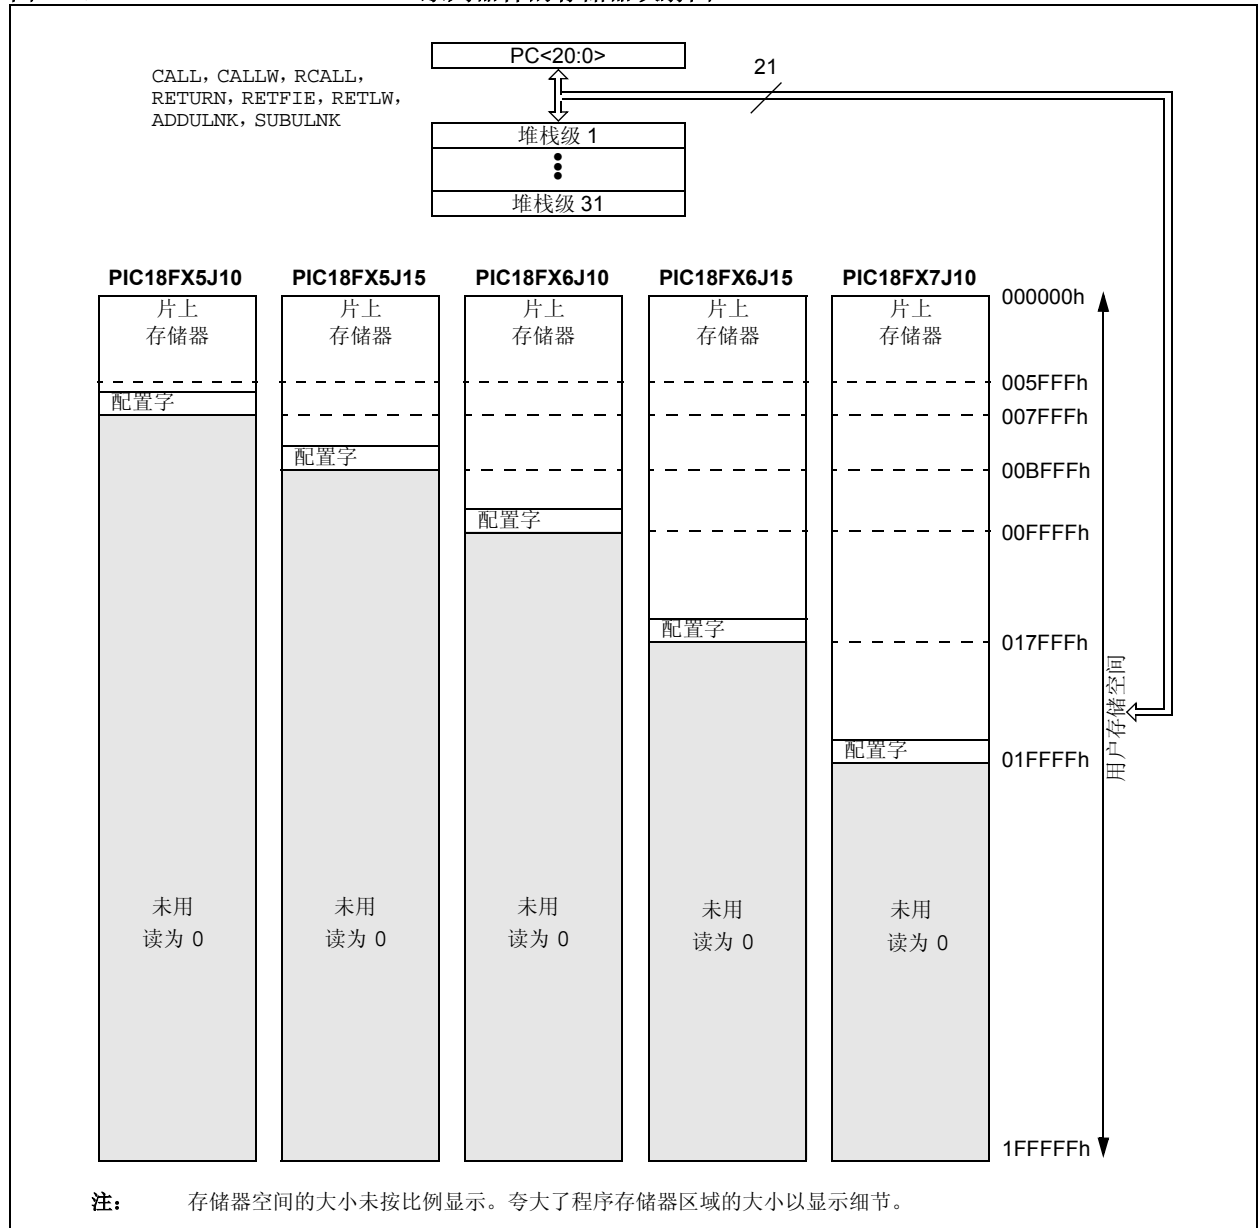 PC<20:0>
21
CALL，CALLW，RCALL，
RETURN，RETFIE，RETLW，
ADDULNK，SUBULNK
堆栈级 1
堆栈级 31
PIC18FX5J10 PIC18FX5J15 PIC18FX6J10 PIC18FX6J15 PIC18FX7J10
片上 片上 片上 片上 片上
存储器 存储器 存储器 存储器 存储器
000000h
005FFFh
配置字
007FFFh
配置字
00BFFFh
配置字
00FFFFh
配置字
017FFFh
用户存储空间
配置字
01FFFFh
未用 未用 未用 未用 未用
读为 0 读为 0 读为 0 读为 0 读为 0
1FFFFFh
注： 存储器空间的大小未按比例显示。夸大了程序存储器区域的大小以显示细节。